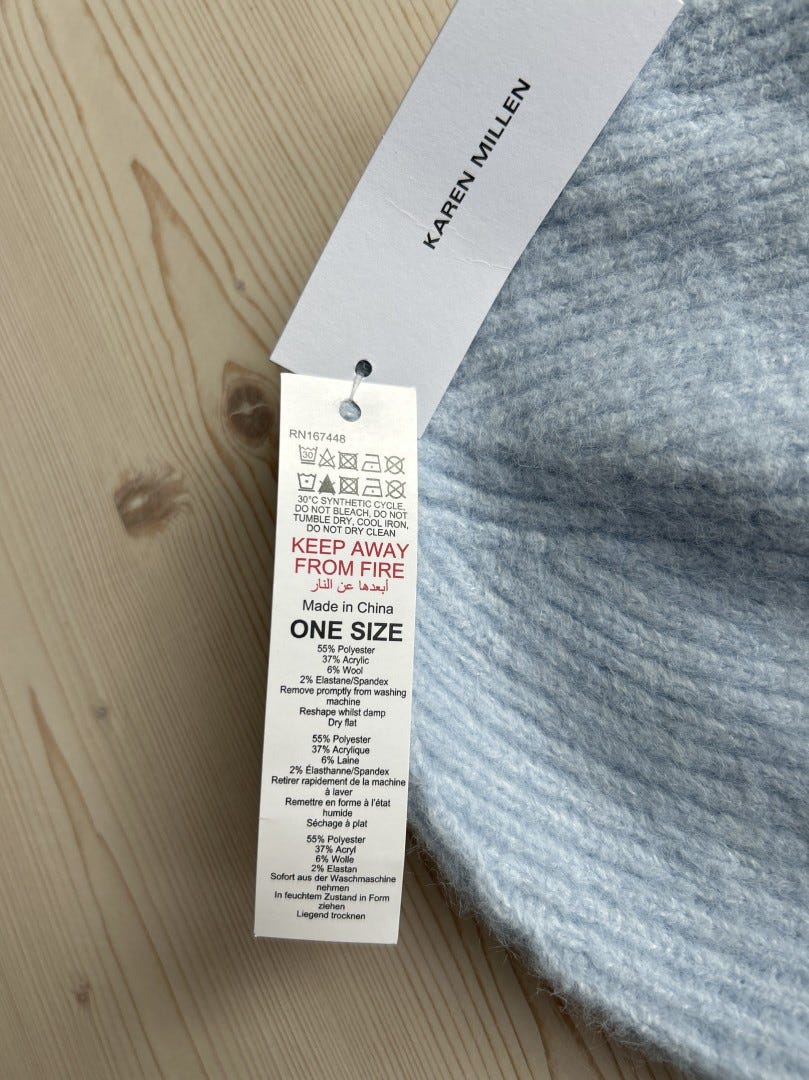 KAREN MILLEN
RN167448
30
30°C SYNTHETIC CYCLE,
DO NOT BLEACH, DO NOT
TUMBLE DRY, COOL IRON,
DO NOT DRY CLEAN
KEEP AWAY
FROM FIRE
أبعدها عن النار
Made in China
ONE SIZE
55% Polyester
37% Acrylic
6% Wool
2% Elastane/Spandex
Remove promptly from washing
machine
Reshape whilst damp
Dry flat
55% Polyester
37% Acrylique
6% Laine
2% Élasthanne/Spandex
Retirer rapidement de la machine
à laver
Remettre en forme à l'état
humide
Séchage à plat
55% Polyester
37% Acryl
6% Wolle
2% Elastan
Sofort aus der Waschmaschine
nehmen
In feuchtem Zustand in Form
ziehen
Liegend trocknen